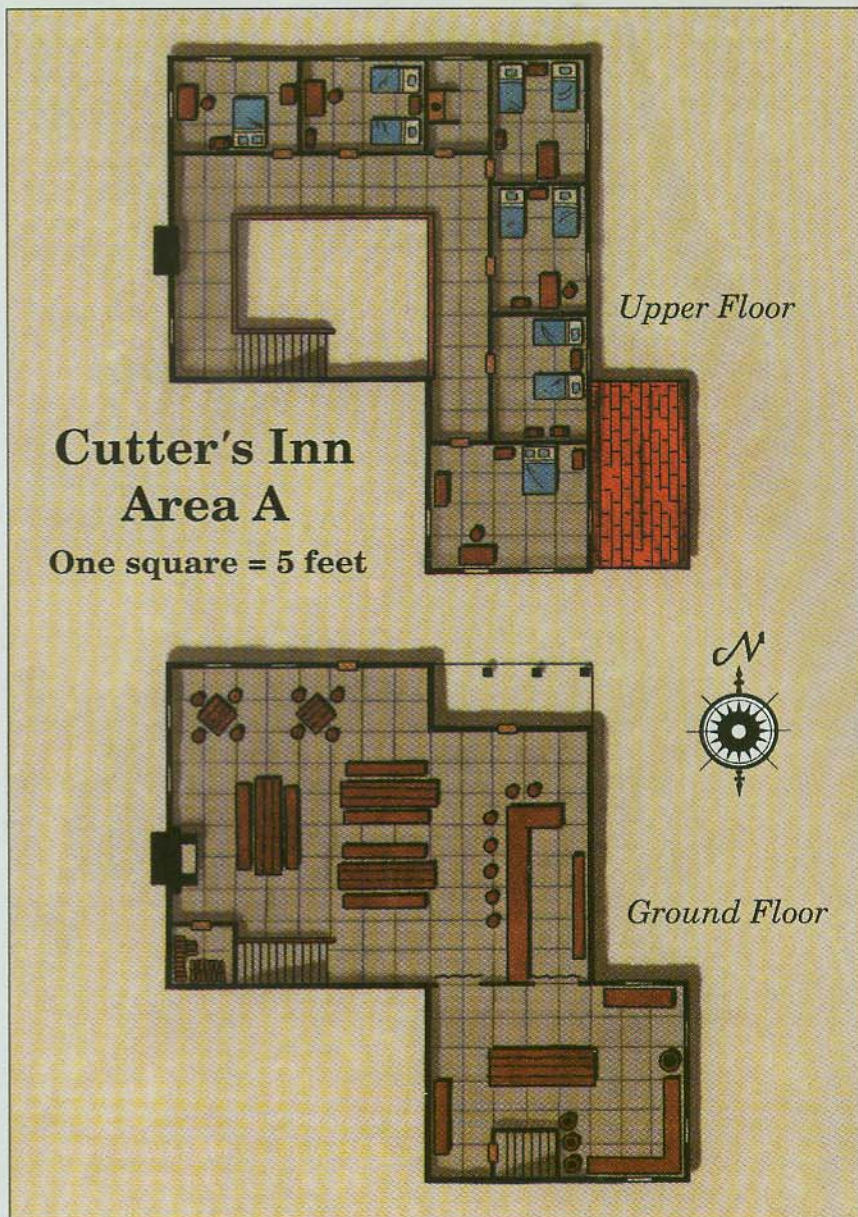 Upper Floor
Cutter's Inn
Area A
One square = 5 feet
N
Ground Floor